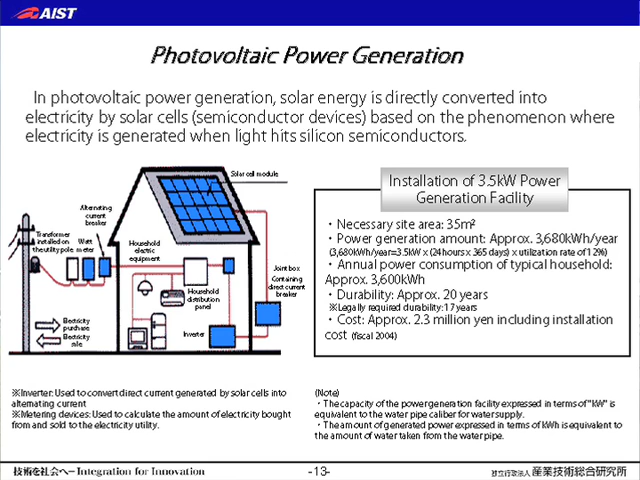 AIST
Photovoltaic Power Generation
In photovoltaic power generation, solar energy is directly converted into
electricity by solar cells (semiconductor devices) based on the phenomenon where
electricity is generated when light hits silicon semiconductors.
Solar cell module
Alternating
current
breaker
Transformer
installed on
the utility pole
Watt
meter
Household
electric
equipment
Joint box
Containing
direct current
breaker
Household
distribution
panel
Inverter
Electricity
purchase
Electricity
sale
Installation of 3.5kW Power
Generation Facility
・Necessary site area: 35m²
・Power generation amount: Approx. 3,680kWh/year
(3,680kWh/year=3.5kW x (24hours x 365 days) x utilization rate of 12%)
・Annual power consumption of typical household:
Approx. 3,600kWh
・Durability: Approx. 20 years
※Legally required durability: 17 years
・Cost: Approx. 2.3 million yen including installation
cost (fiscal 2004)
※Inverter: Used to convert direct current generated by solar cells into
alternating current
※Metering devices: Used to calculate the amount of electricity bought
from and sold to the electricity utility.
(Note)
・The capacity of the power generation facility expressed in terms of "kW" is
equivalent to the water pipe caliber for water supply.
・The amount of generated power expressed in terms of kWh is equivalent to
the amount of water taken from the water pipe.
技術を社会へ－Integration for Innovation
-13-
独立行政法人 産業技術総合研究所